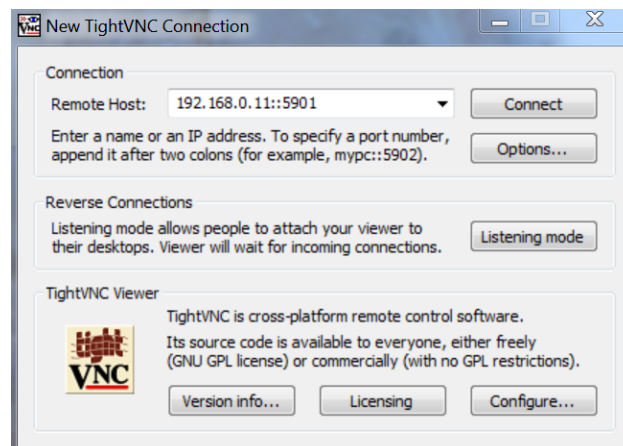 New TightVNC Connection
Connection
Remote Host: 192.168.0.11::5901 Connect
Enter a name or an IP address. To specify a port number,
append it after two colons (for example, mypc::5902). Options...
Reverse Connections
Listening mode allows people to attach your viewer to
their desktops. Viewer will wait for incoming connections. Listening mode
TightVNC Viewer
TightVNC is cross-platform remote control software.
Its source code is available to everyone, either freely
(GNU GPL license) or commercially (with no GPL restrictions).
tight
VNC
Version info... Licensing Configure...